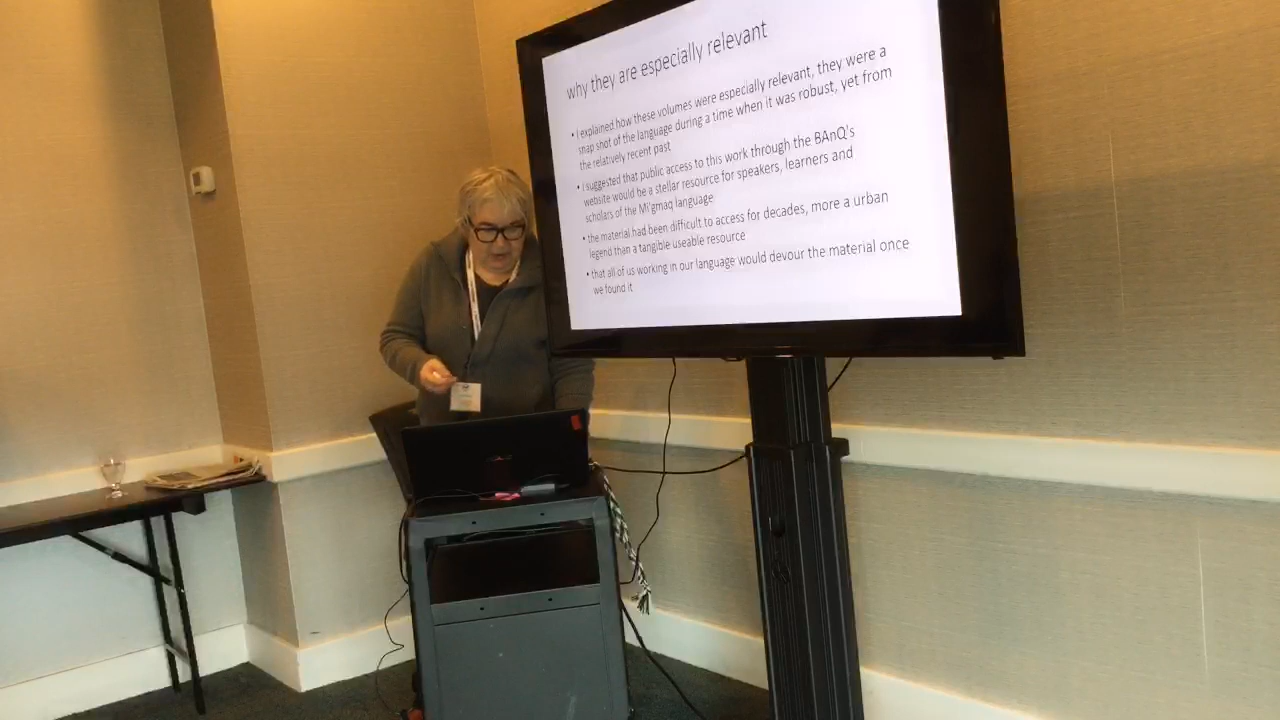 why they are especially relevant
• I explained how these volumes were especially relevant, they were a
snap shot of the language during a time when it was robust, yet from
the relatively recent past
• I suggested that public access to this work through the BAnQ's
website would be a stellar resource for speakers, learners and
scholars of the Mi'gmaq language
• the material had been difficult to access for decades, more a urban
legend than a tangible useable resource
• that all of us working in our language would devour the material once
we found it